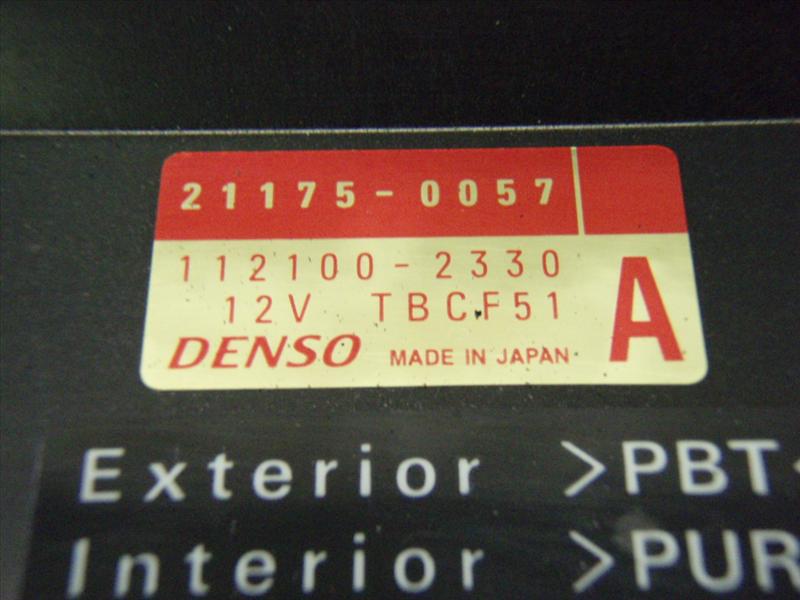 21175-0057
112100-2330
12V TBCF51 A
DENSO MADE IN JAPAN
Exterior >PBT<
Interior >PUR